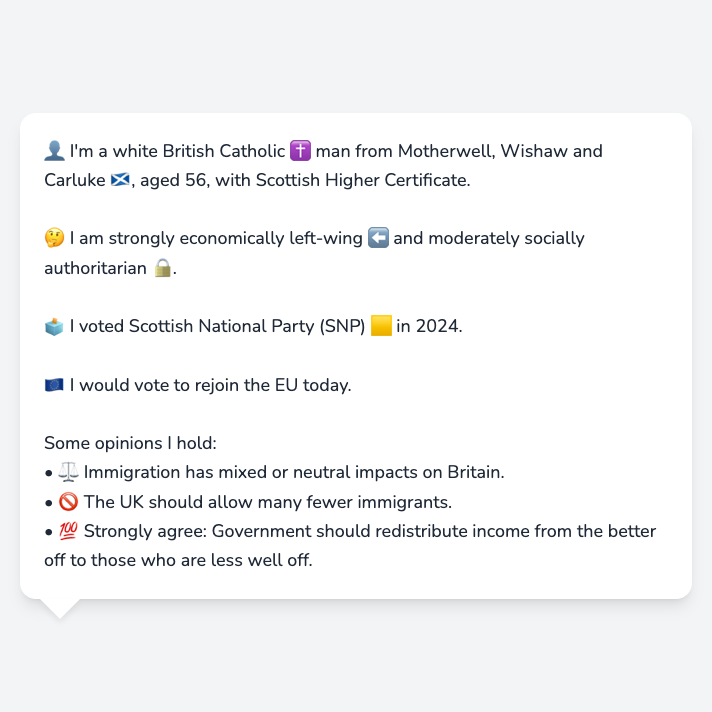 👤 I'm a white British Catholic ✝️ man from Motherwell, Wishaw and
Carluke 🏴󠁧󠁢󠁳󠁣󠁴󠁿, aged 56, with Scottish Higher Certificate.
🤔 I am strongly economically left-wing ⬅️ and moderately socially
authoritarian 🔒.
🗳️ I voted Scottish National Party (SNP) 🟨 in 2024.
🇪🇺 I would vote to rejoin the EU today.
Some opinions I hold:
• ⚖️ Immigration has mixed or neutral impacts on Britain.
• 🚫 The UK should allow many fewer immigrants.
• 💯 Strongly agree: Government should redistribute income from the better
off to those who are less well off.